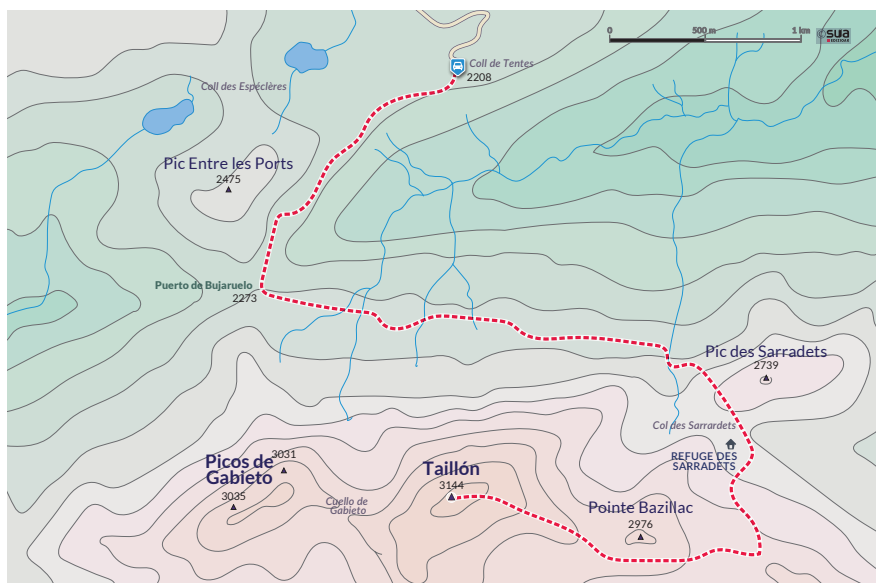 0 500 m 1 km
©sua
Coll de Tentes
2208
Coll des Espéclères
Pic Entre les Ports
2475
Puerto de Bujaruelo
2273
Pic des Sarradets
2739
Col des Sarrardets
REFUGE DES
SARRADETS
Picos de
Gabieto
3031
3035
Cuello de
Gabieto
Taillón
3144
Pointe Bazillac
2976